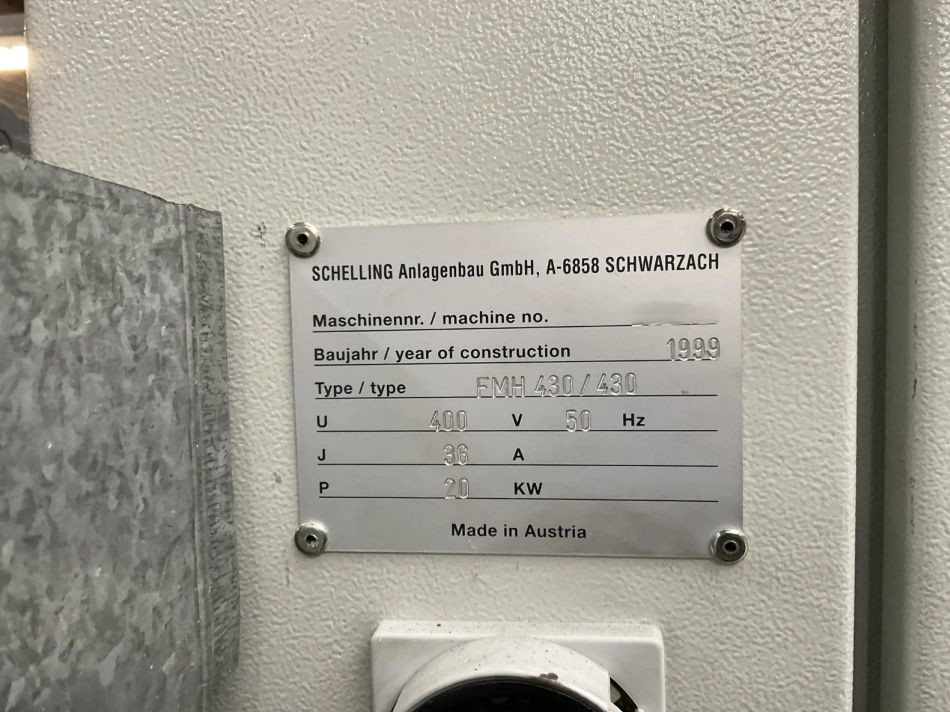 SCHELLING Anlagenbau GmbH, A-6858 SCHWARZACH
Maschinennr. / machine no.
Baujahr / year of construction 1999
Type / type FMH 430 / 430
U 400 V 50 Hz
J 36 A
P 20 KW
Made in Austria